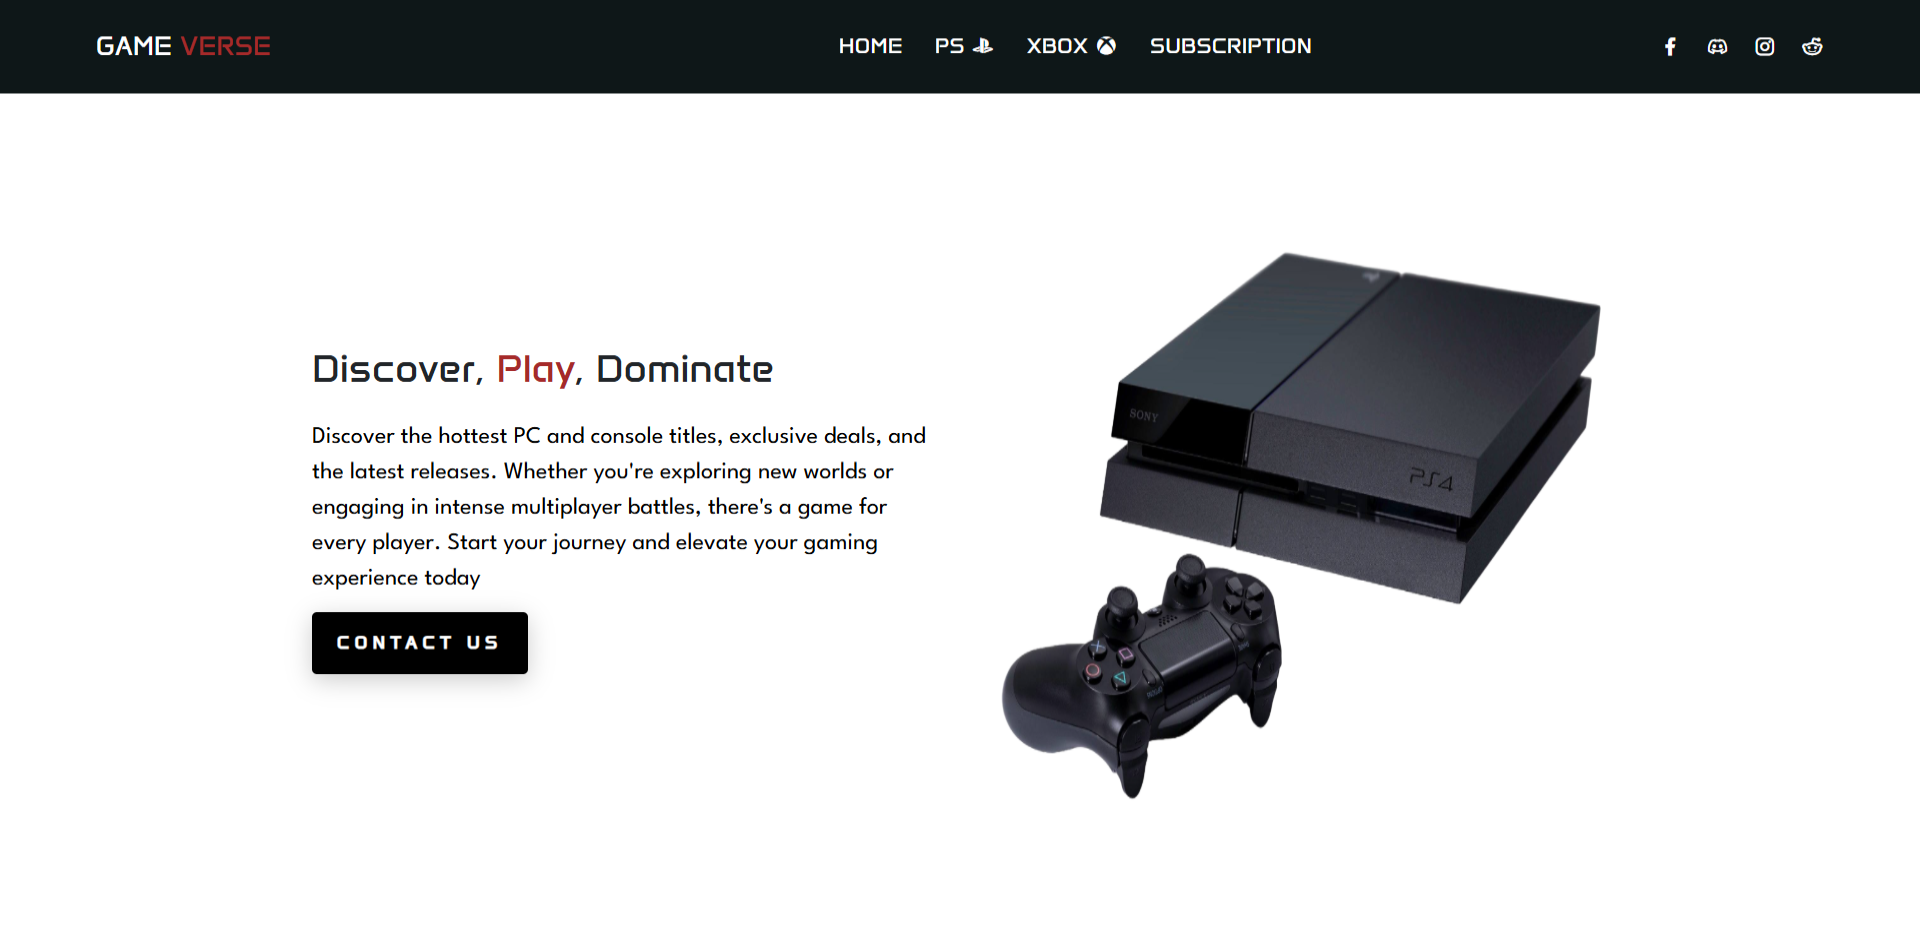 GAME VERSE
HOME
PS
XBOX
SUBSCRIPTION
Discover, Play, Dominate
Discover the hottest PC and console titles, exclusive deals, and
the latest releases. Whether you're exploring new worlds or
engaging in intense multiplayer battles, there's a game for
every player. Start your journey and elevate your gaming
experience today
CONTACT US
SONY
PS4